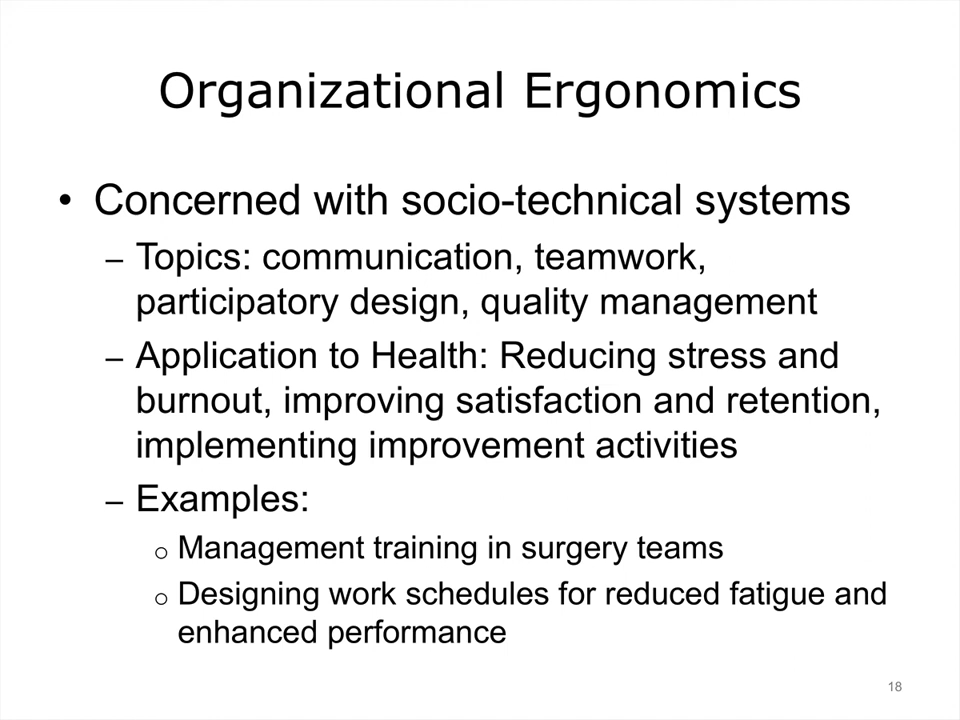 Organizational Ergonomics
• Concerned with socio-technical systems
– Topics: communication, teamwork,
participatory design, quality management
– Application to Health: Reducing stress and
burnout, improving satisfaction and retention,
implementing improvement activities
– Examples:
o Management training in surgery teams
o Designing work schedules for reduced fatigue and
enhanced performance
18